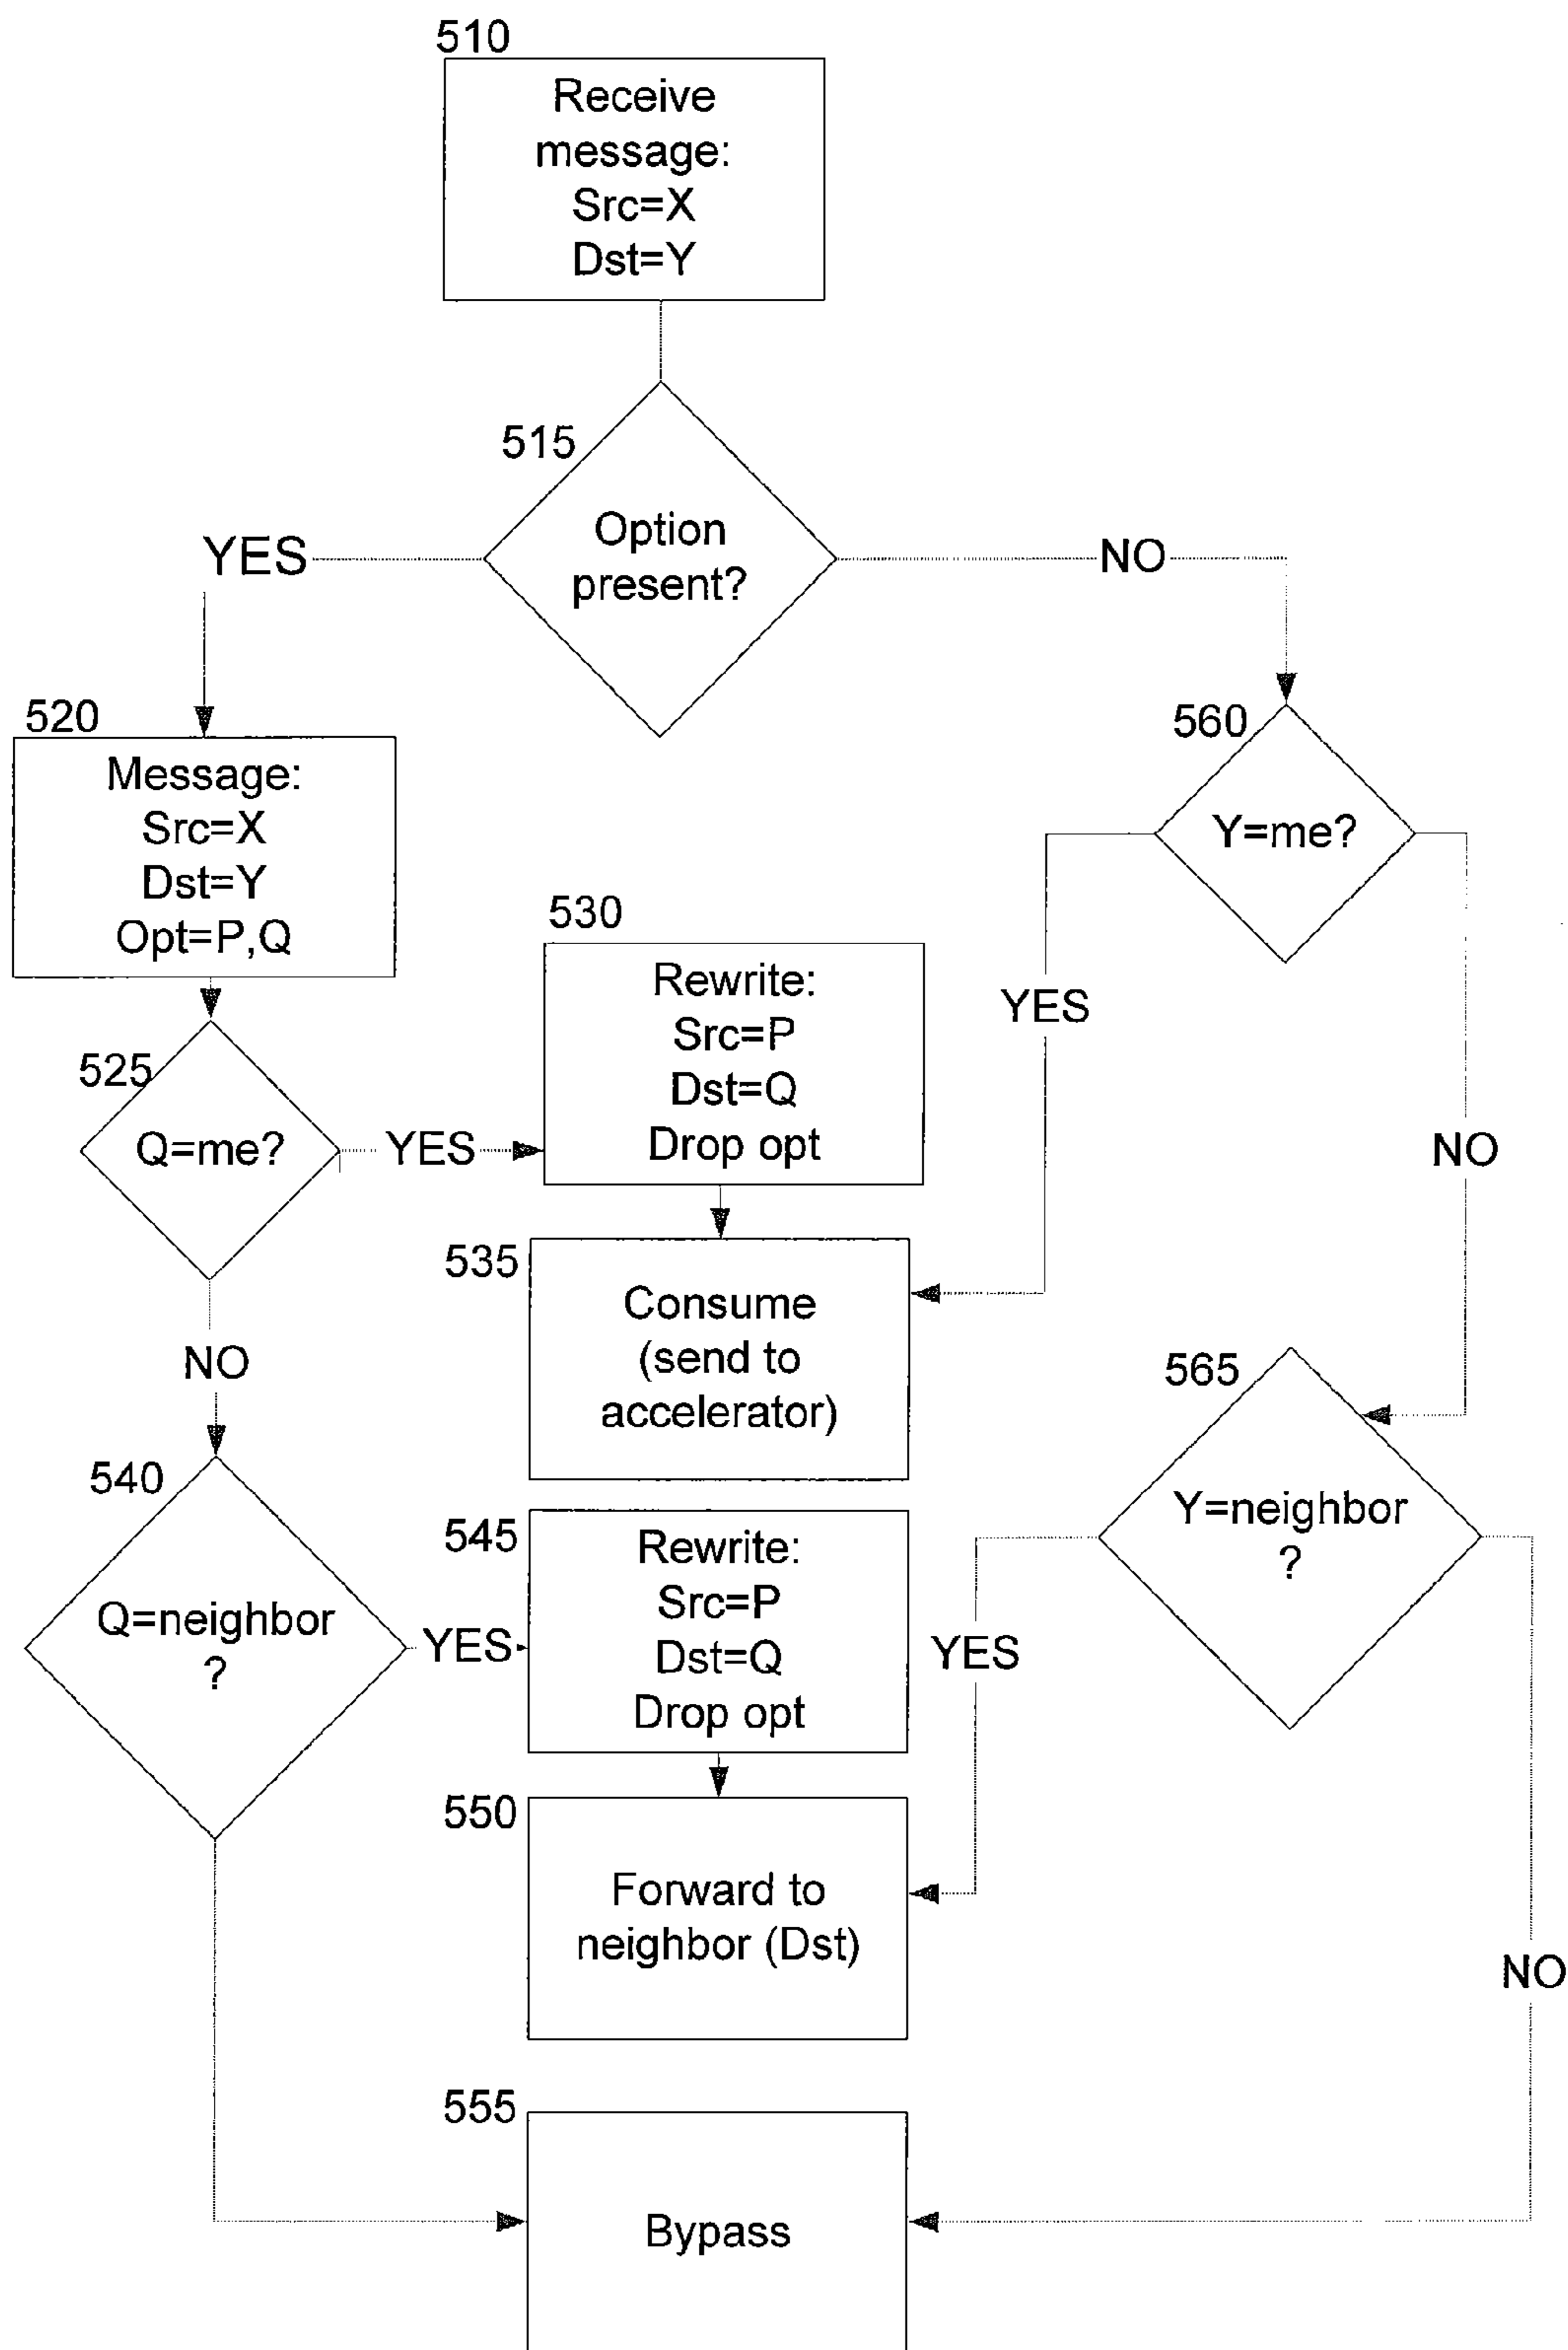 510
Receive
message:
Src=X
Dst=Y
515
Option
present?
YES
NO
520
Message:
Src=X
Dst=Y
Opt=P,Q
560
Y=me?
525
Q=me?
YES
530
Rewrite:
Src=P
Dst=Q
Drop opt
YES
NO
535
Consume
(send to
accelerator)
NO
540
Q=neighbor
?
YES
545
Rewrite:
Src=P
Dst=Q
Drop opt
565
Y=neighbor
?
YES
550
Forward to
neighbor (Dst)
NO
555
Bypass